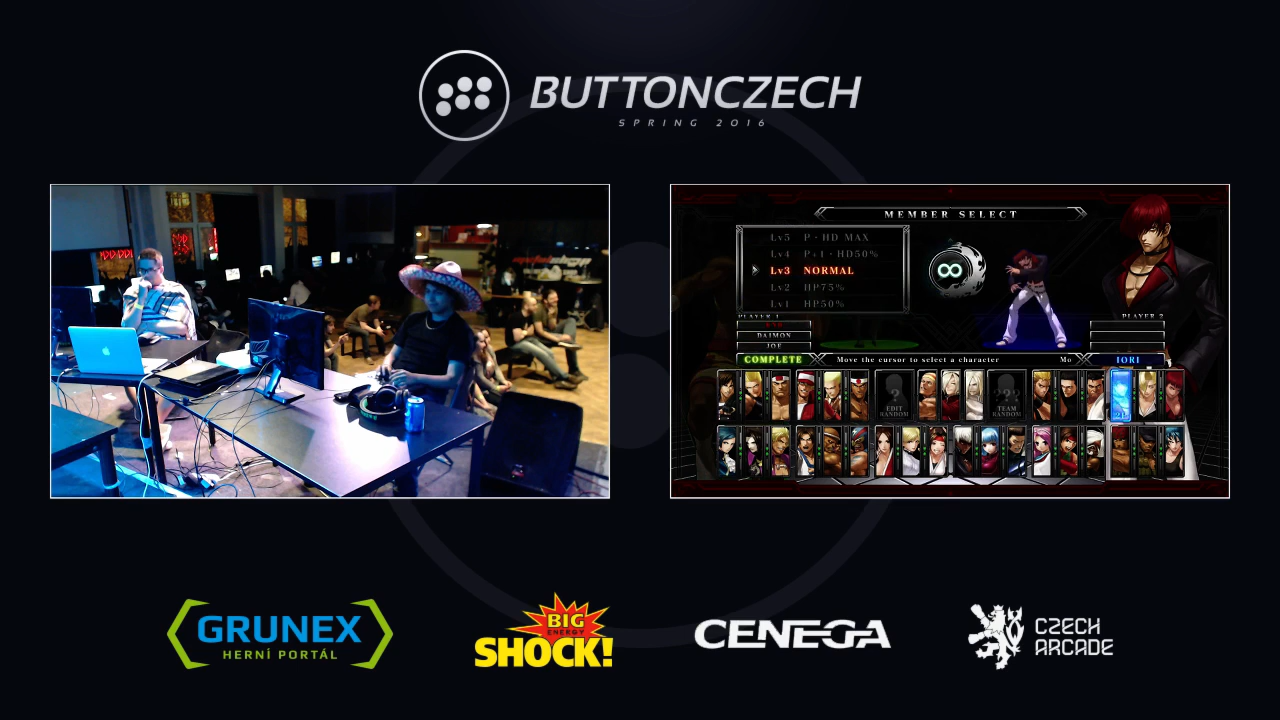 BUTTONCZECH
SPRING 2016
MEMBER SELECT
Lv5 P・HD MAX
Lv4 P+1・HD50%
Lv3 NORMAL
Lv2 HP75%
Lv1 HP50%
PLAYER 1
PLAYER 2
DAIMON
JOE
COMPLETE
Move the cursor to select a character
Mo
IORI
EDIT
RANDOM
TEAM
RANDOM
GRUNEX
HERNÍ PORTÁL
BIG
ENERGY
SHOCK!
CENEGA
CZECH
ARCADE